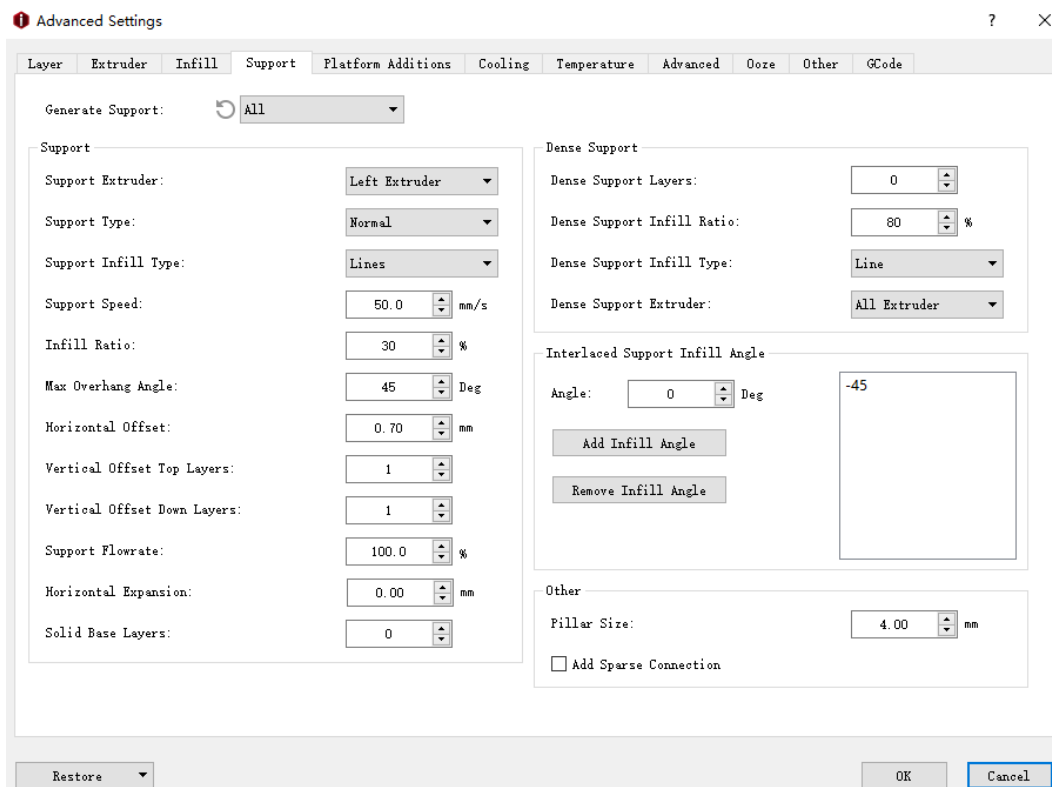 Advanced Settings
Layer Extruder Infill Support Platform Additions Cooling Temperature Advanced Ooze Other GCode
Generate Support: All
Support
Support Extruder: Left Extruder
Support Type: Normal
Support Infill Type: Lines
Support Speed: 50.0 mm/s
Infill Ratio: 30 %
Max Overhang Angle: 45 Deg
Horizontal Offset: 0.70 mm
Vertical Offset Top Layers: 1
Vertical Offset Down Layers: 1
Support Flowrate: 100.0 %
Horizontal Expansion: 0.00 mm
Solid Base Layers: 0
Dense Support
Dense Support Layers: 0
Dense Support Infill Ratio: 80 %
Dense Support Infill Type: Line
Dense Support Extruder: All Extruder
Interlaced Support Infill Angle
Angle: 0 Deg
-45
Add Infill Angle
Remove Infill Angle
Other
Pillar Size: 4.00 mm
Add Sparse Connection
Restore OK Cancel